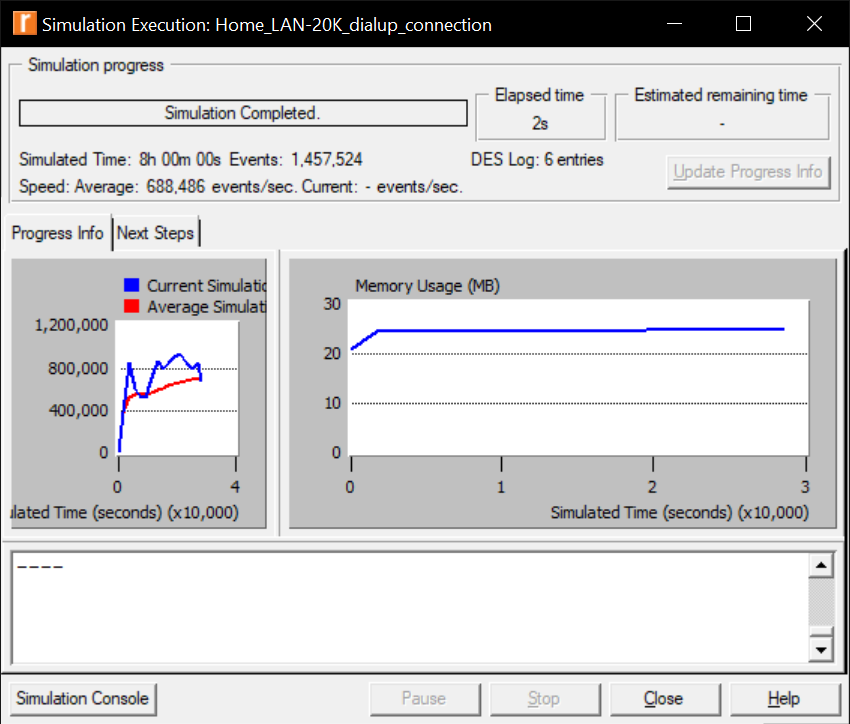 Simulation Execution: Home_LAN-20K_dialup_connection
Simulation progress
Simulation Completed.
Elapsed time
2s
Estimated remaining time
-
Simulated Time: 8h 00m 00s Events: 1,457,524
DES Log: 6 entries
Speed: Average: 688,486 events/sec. Current: - events/sec.
Update Progress Info
Progress Info
Next Steps
Current Simulatio
Average Simulati
1,200,000
800,000
400,000
0
0 4
ulated Time (seconds) (x10,000)
Memory Usage (MB)
30
20
10
0
0 1 2 3
Simulated Time (seconds) (x10,000)
----
Simulation Console
Pause
Stop
Close
Help